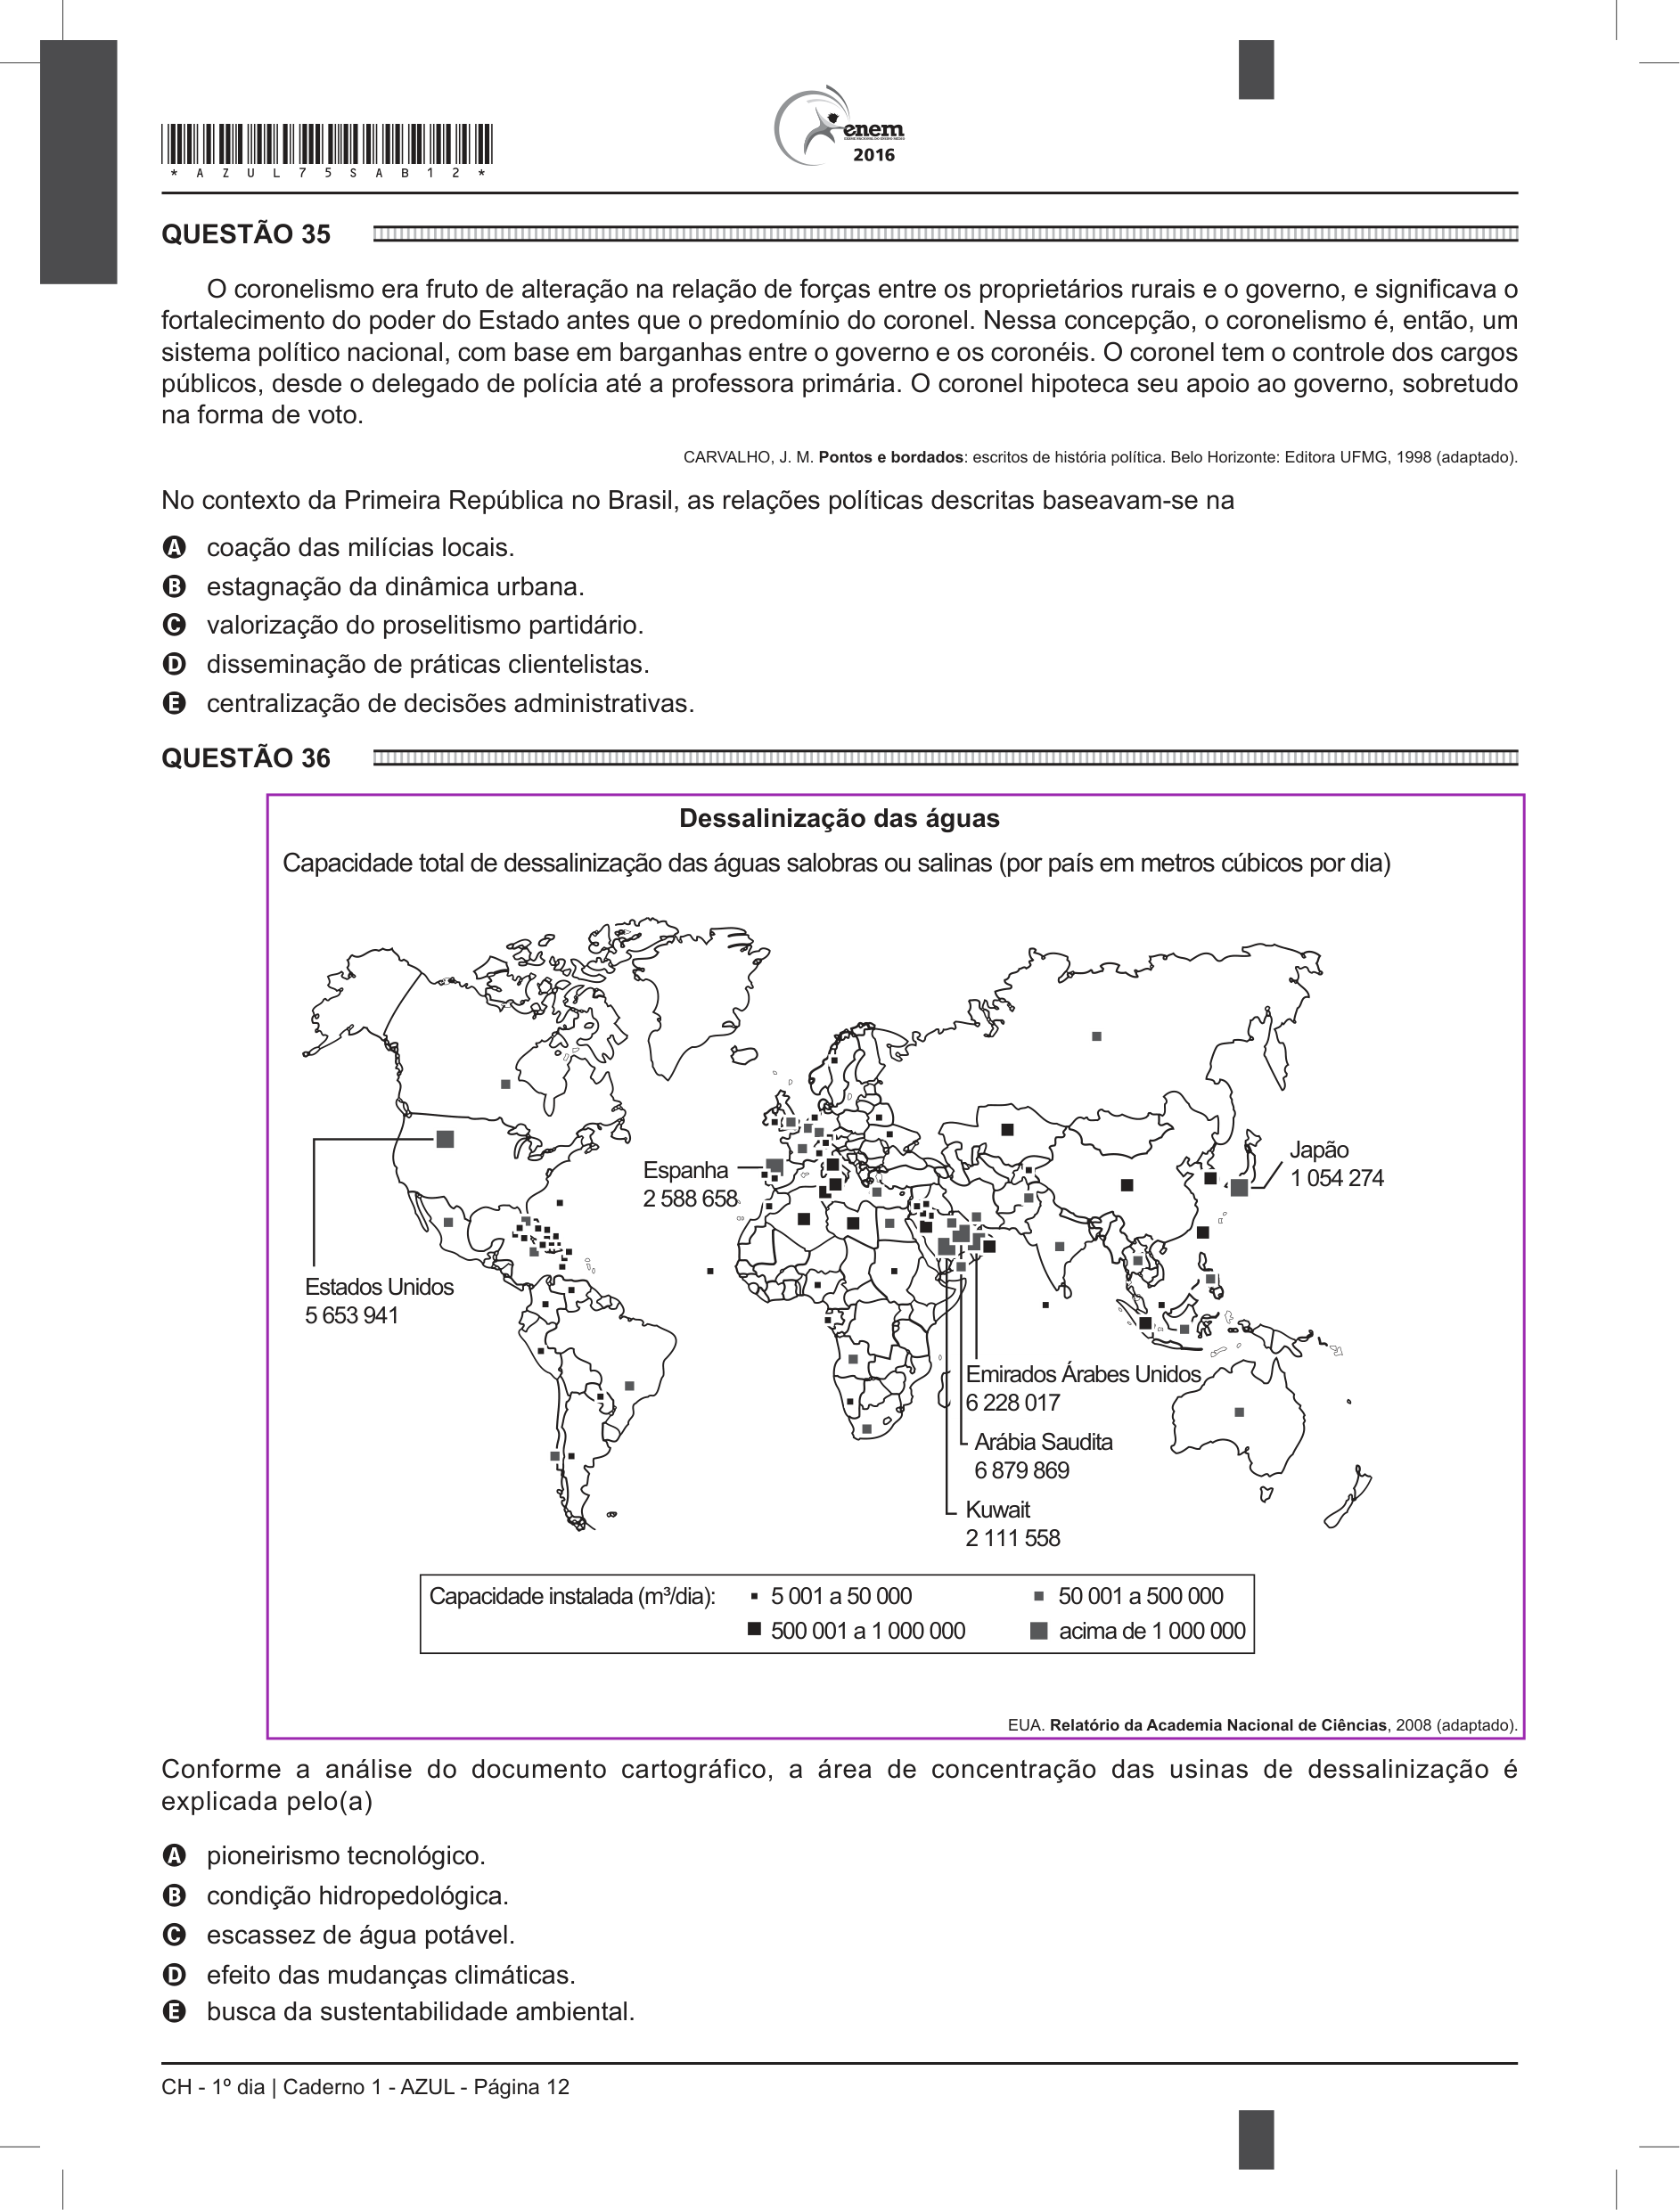 *AZUL75SAB12*
enem
2016
QUESTÃO 35
O coronelismo era fruto de alteração na relação de forças entre os proprietários rurais e o governo, e significava o
fortalecimento do poder do Estado antes que o predomínio do coronel. Nessa concepção, o coronelismo é, então, um
sistema político nacional, com base em barganhas entre o governo e os coronéis. O coronel tem o controle dos cargos
públicos, desde o delegado de polícia até a professora primária. O coronel hipoteca seu apoio ao governo, sobretudo
na forma de voto.
CARVALHO, J. M. Pontos e bordados: escritos de história política. Belo Horizonte: Editora UFMG, 1998 (adaptado).
No contexto da Primeira República no Brasil, as relações políticas descritas baseavam-se na
A coação das milícias locais.
B estagnação da dinâmica urbana.
C valorização do proselitismo partidário.
D disseminação de práticas clientelistas.
E centralização de decisões administrativas.
QUESTÃO 36
Dessalinização das águas
Capacidade total de dessalinização das águas salobras ou salinas (por país em metros cúbicos por dia)
Japão
1 054 274
Espanha
2 588 658
Estados Unidos
5 653 941
Emirados Árabes Unidos
6 228 017
Arábia Saudita
6 879 869
Kuwait
2 111 558
Capacidade instalada (m³/dia): 5 001 a 50 000 50 001 a 500 000
500 001 a 1 000 000 acima de 1 000 000
EUA. Relatório da Academia Nacional de Ciências, 2008 (adaptado).
Conforme a análise do documento cartográfico, a área de concentração das usinas de dessalinização é
explicada pelo(a)
A pioneirismo tecnológico.
B condição hidropedológica.
C escassez de água potável.
D efeito das mudanças climáticas.
E busca da sustentabilidade ambiental.
CH - 1º dia | Caderno 1 - AZUL - Página 12